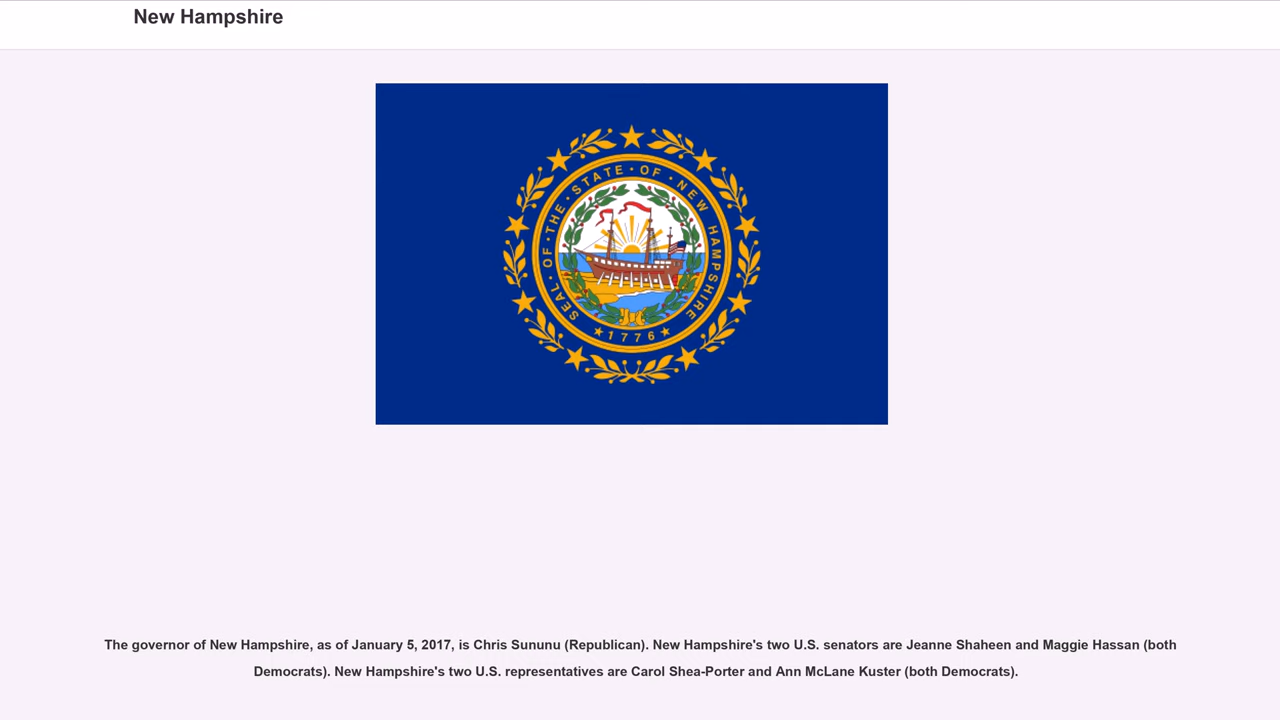 New Hampshire
SEAL · OF · THE · STATE · OF · NEW HAMPSHIRE
1776
The governor of New Hampshire, as of January 5, 2017, is Chris Sununu (Republican). New Hampshire's two U.S. senators are Jeanne Shaheen and Maggie Hassan (both
Democrats). New Hampshire's two U.S. representatives are Carol Shea-Porter and Ann McLane Kuster (both Democrats).